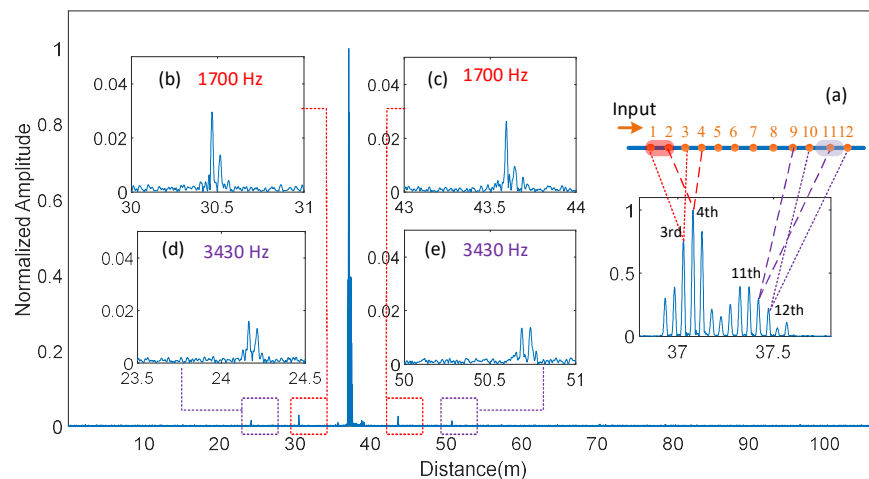 Normalized Amplitude
1
0.8
0.6
0.4
0.2
0
10 20 30 40 50 60 70 80 90 100
Distance(m)
(b) 1700 Hz
0.04
0.02
0
30 30.5 31
(c) 1700 Hz
0.04
0.02
0
43 43.5 44
(d) 3430 Hz
0.04
0.02
0
23.5 24 24.5
(e) 3430 Hz
0.04
0.02
0
50 50.5 51
(a)
Input
1 2 3 4 5 6 7 8 9 10 11 12
1
0.5
0
3rd
4th
11th
12th
37 37.5